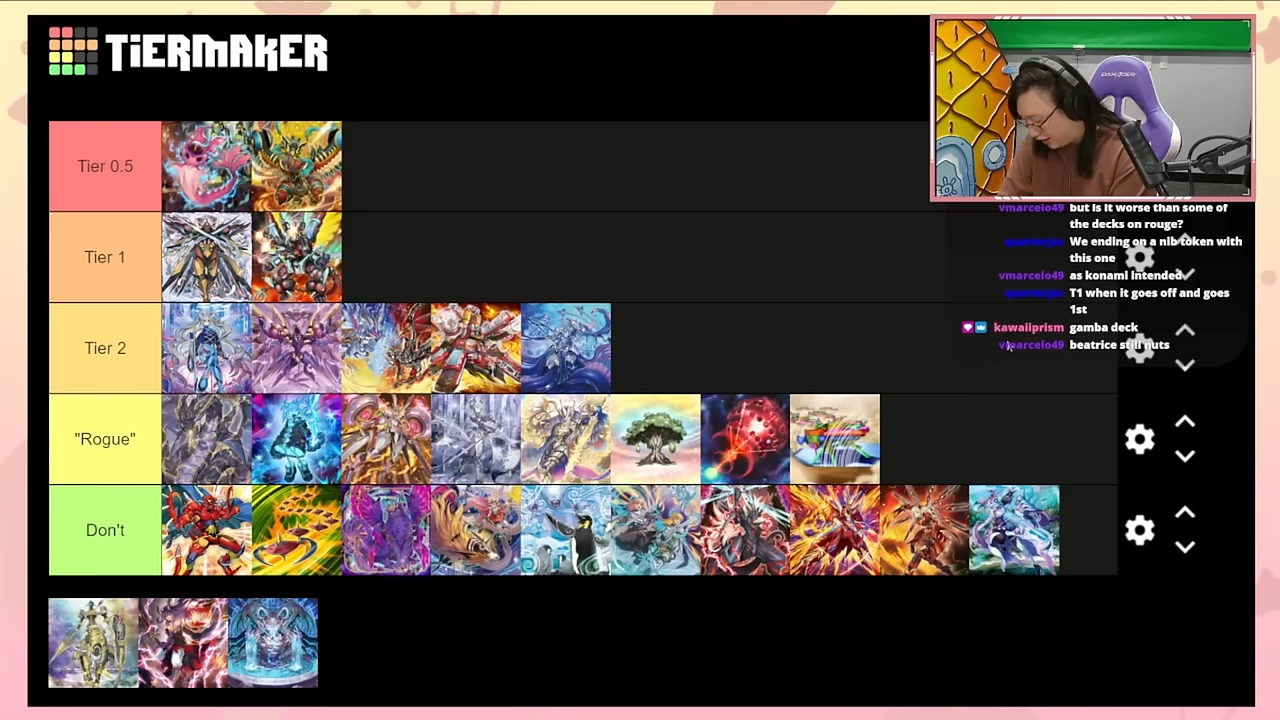 TiERMAKER
Tier 0.5
Tier 1
Tier 2
"Rogue"
Don't
vmarcelo49 but is it worse than some of
the decks on rouge?
We ending on a nib token with
this one
vmarcelo49 as konami intended
T1 when it goes off and goes
1st
kawaiiprism gamba deck
vmarcelo49 beatrice still nuts